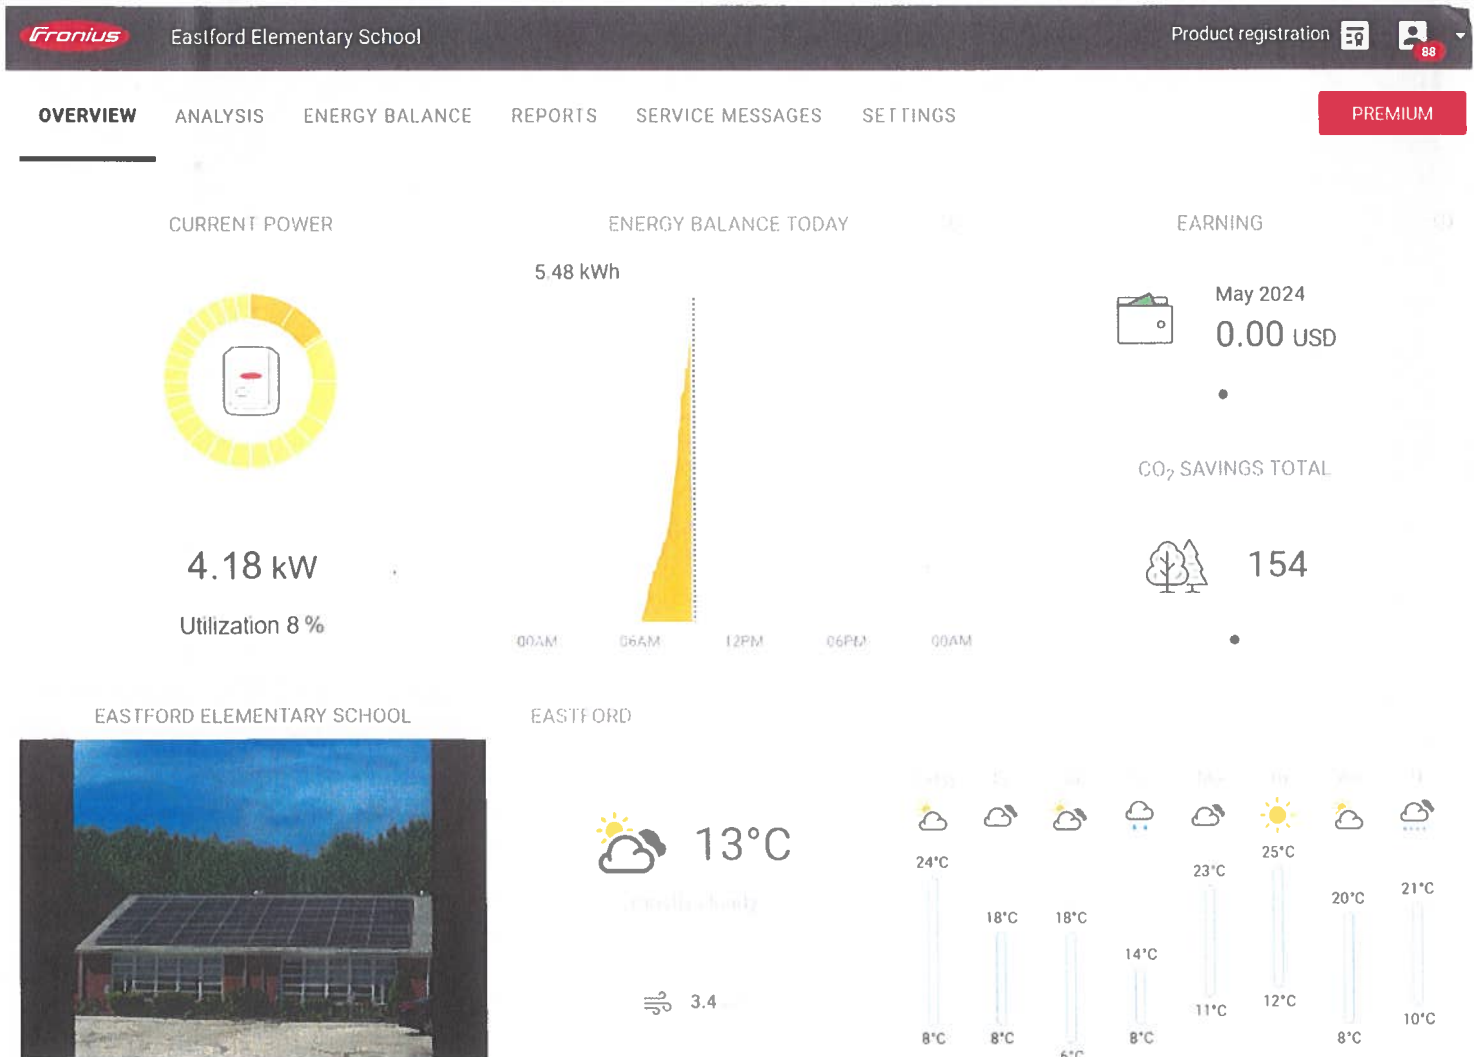 Fronius
Eastford Elementary School
Product registration
88
OVERVIEW ANALYSIS ENERGY BALANCE REPORTS SERVICE MESSAGES SETTINGS
PREMIUM
CURRENT POWER
4.18 kW
Utilization 8 %
ENERGY BALANCE TODAY
5.48 kWh
00AM 06AM 12PM 06PM 00AM
EARNING
May 2024
0.00 USD
CO₂ SAVINGS TOTAL
154
EASTFORD ELEMENTARY SCHOOL
EASTFORD
13°C
3.4
24°C 18°C 18°C 14°C 23°C 25°C 20°C 21°C
8°C 8°C 6°C 8°C 11°C 12°C 8°C 10°C